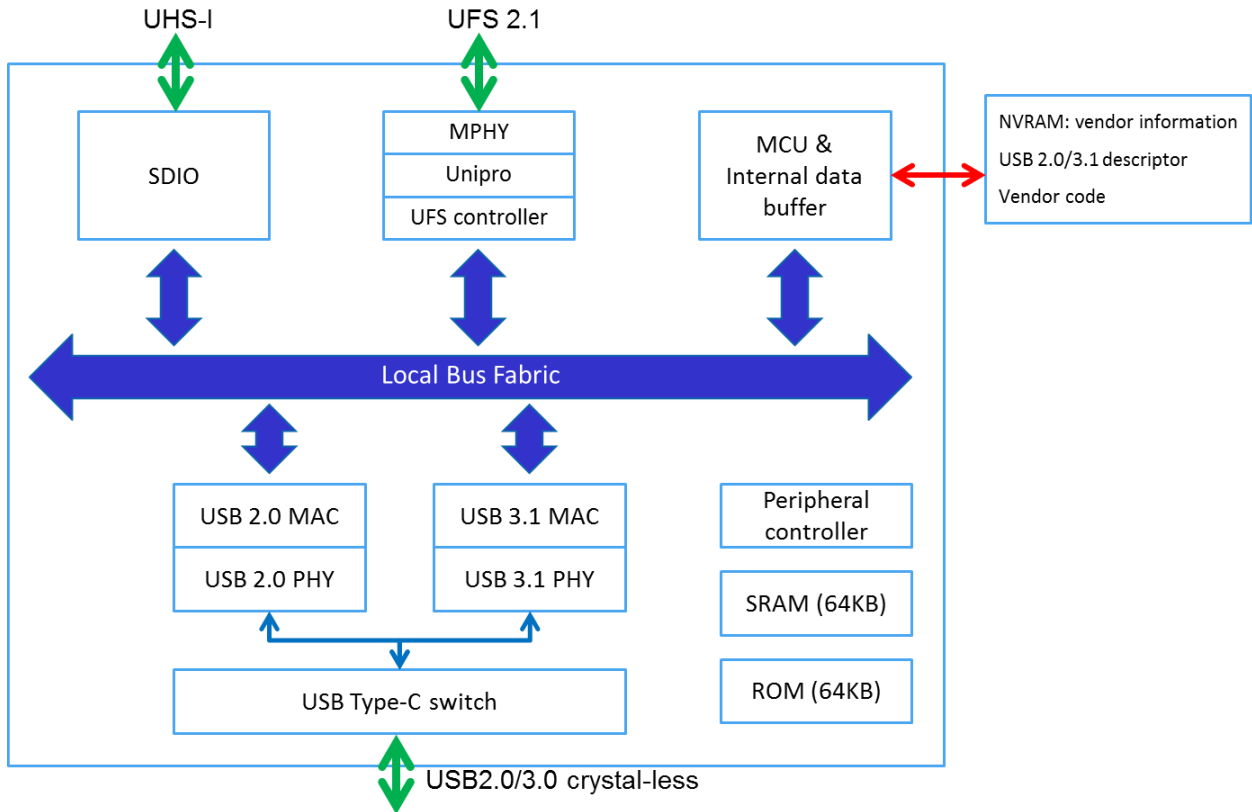 UHS-I
UFS 2.1
SDIO
MPHY
Unipro
UFS controller
MCU &
Internal data
buffer
NVRAM: vendor information
USB 2.0/3.1 descriptor
Vendor code
Local Bus Fabric
USB 2.0 MAC
USB 2.0 PHY
USB 3.1 MAC
USB 3.1 PHY
Peripheral
controller
SRAM (64KB)
ROM (64KB)
USB Type-C switch
USB2.0/3.0 crystal-less